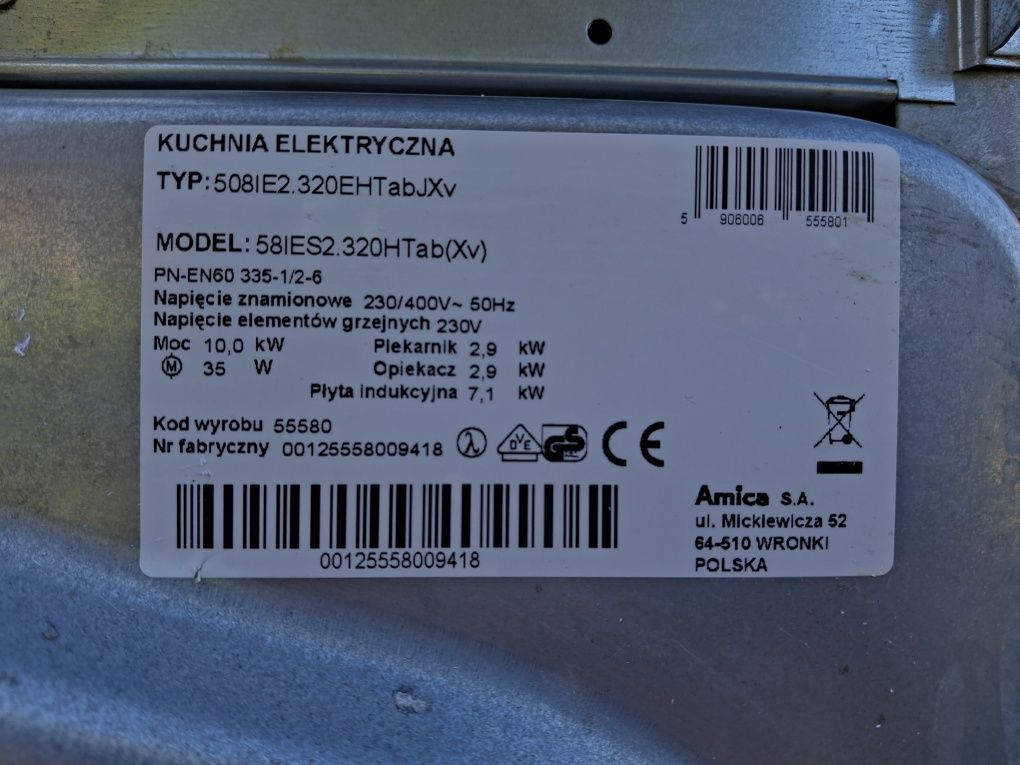 KUCHNIA ELEKTRYCZNA
TYP: 508IE2.320EHTabJXv
5 906006 555801
MODEL: 58IES2.320HTab(Xv)
PN-EN60 335-1/2-6
Napięcie znamionowe 230/400V~ 50Hz
Napięcie elementów grzejnych 230V
Moc 10,0 kW Piekarnik 2,9 kW
M 35 W Opiekacz 2,9 kW
Płyta indukcyjna 7,1 kW
Kod wyrobu 55580
Nr fabryczny 00125558009418
DVE GS CE
00125558009418
Amica S.A.
ul. Mickiewicza 52
64-510 WRONKI
POLSKA